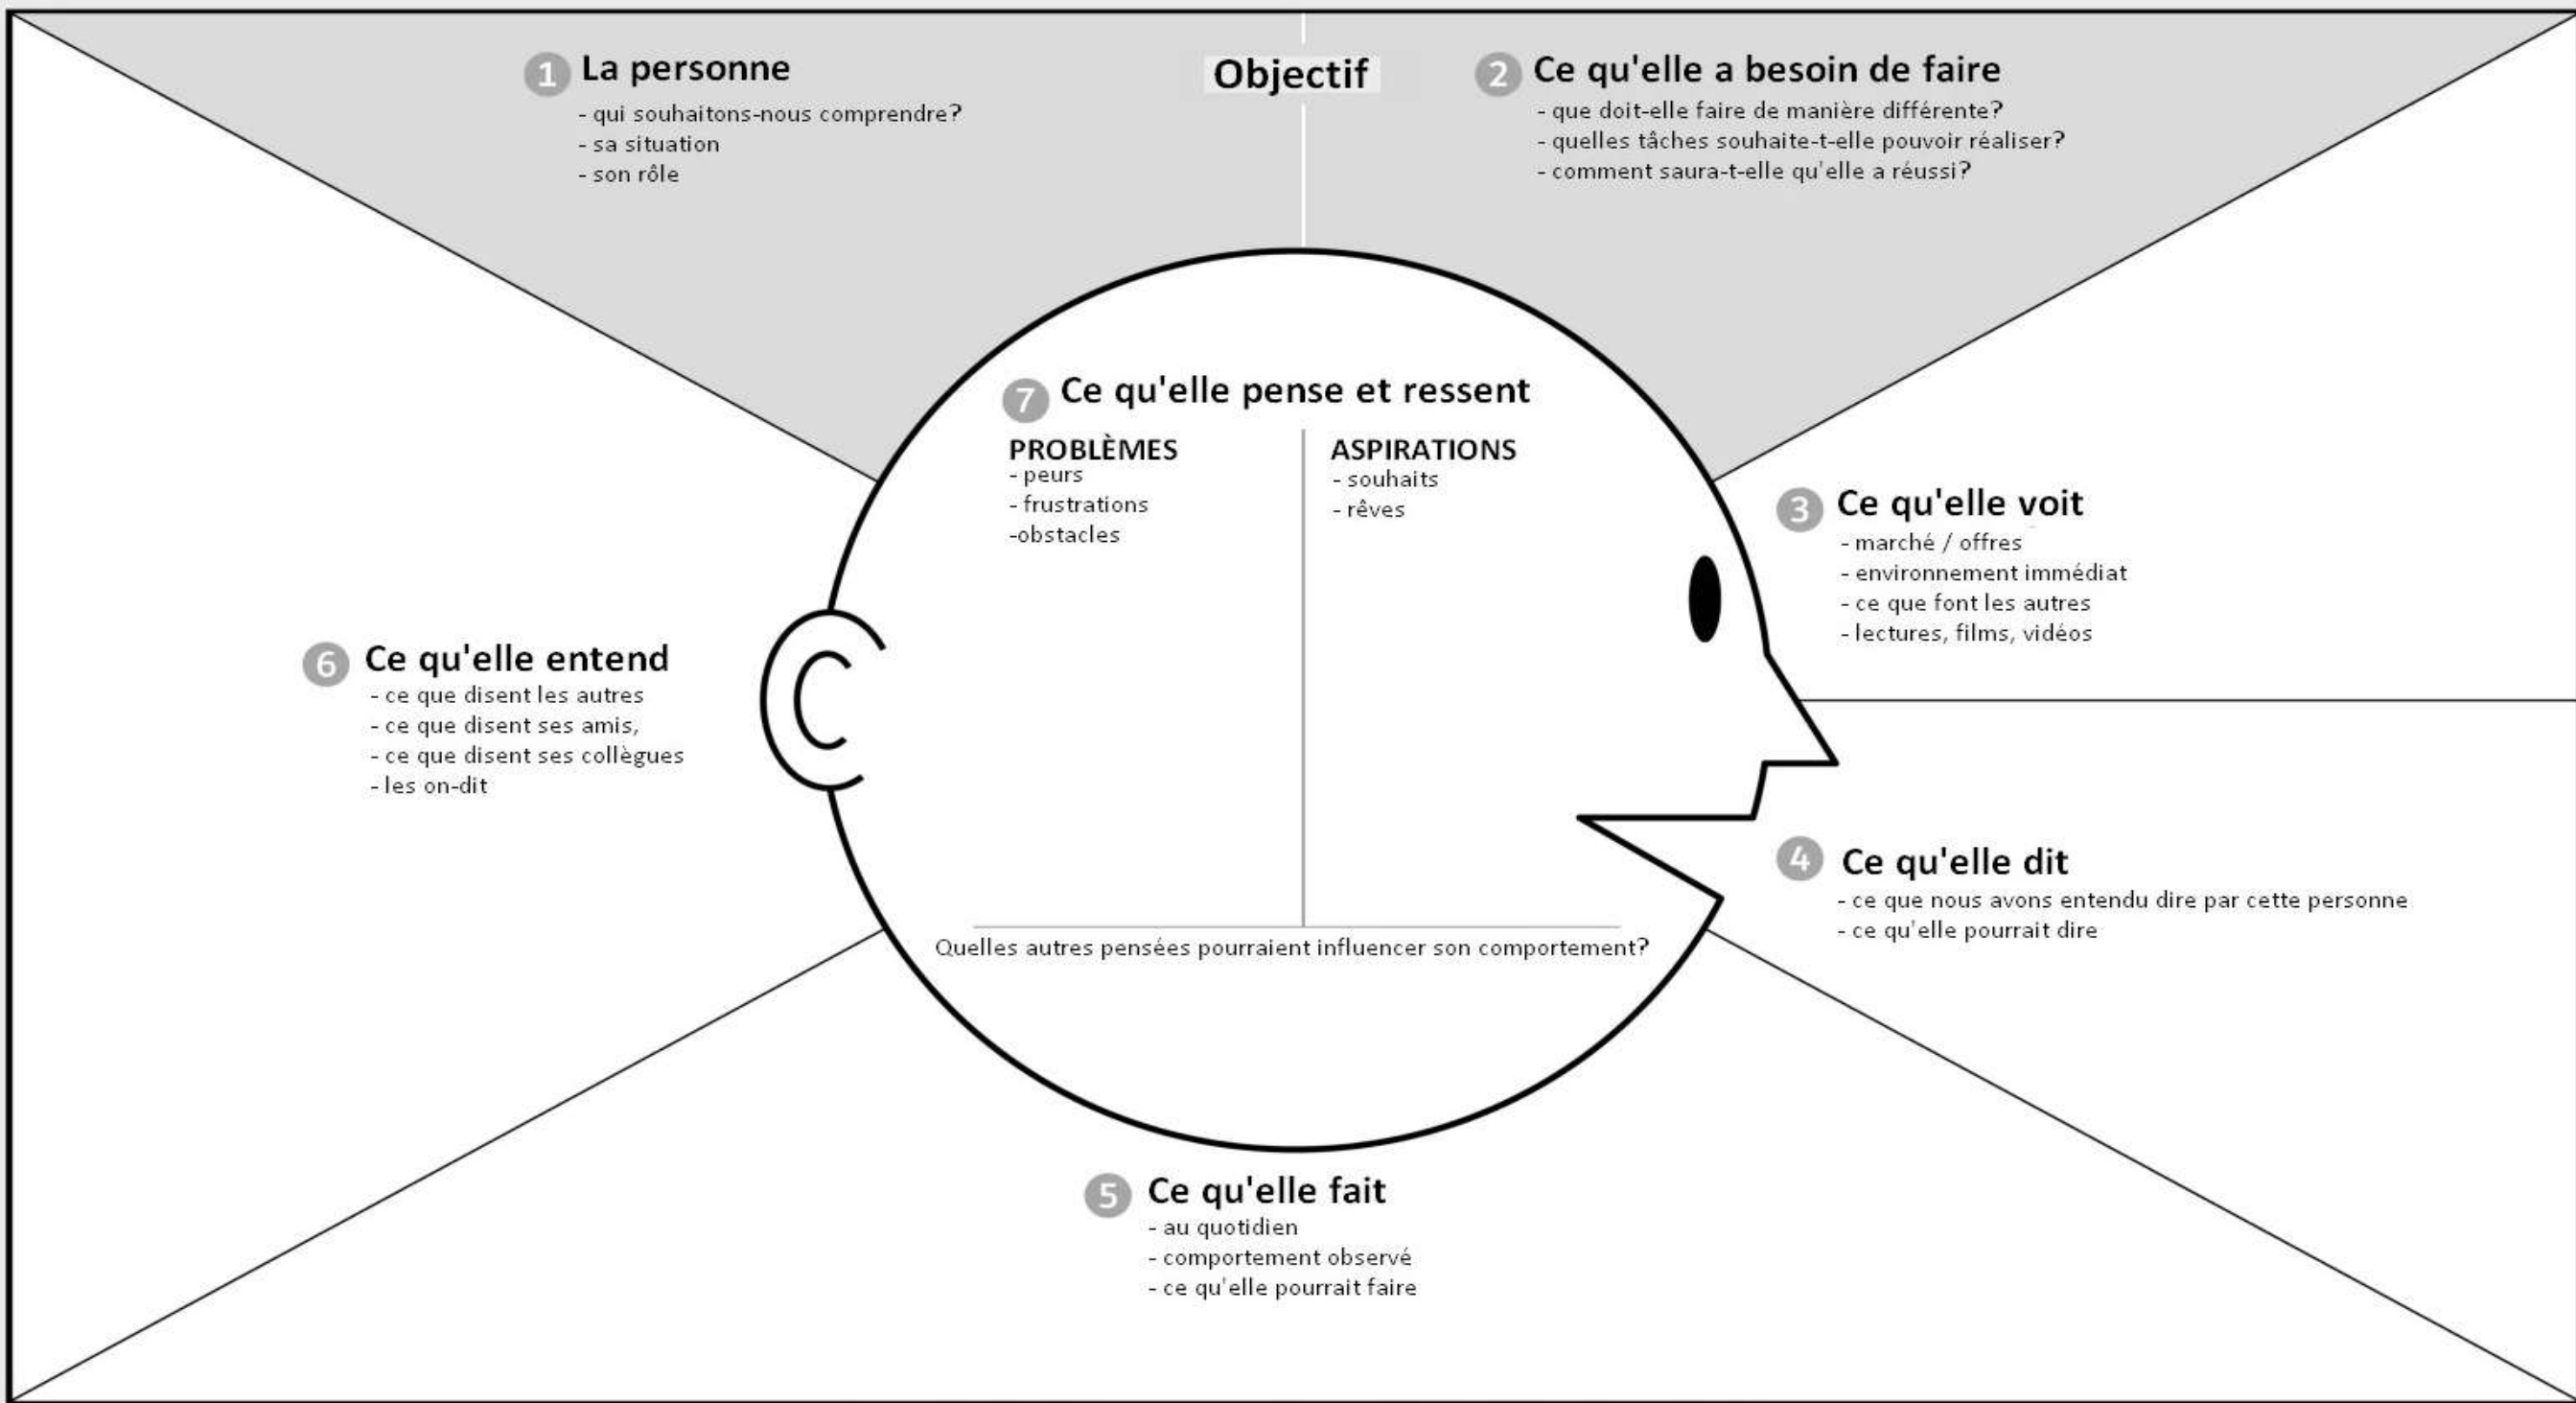 Objectif
1 La personne
- qui souhaitons-nous comprendre?
- sa situation
- son rôle
2 Ce qu'elle a besoin de faire
- que doit-elle faire de manière différente?
- quelles tâches souhaite-t-elle pouvoir réaliser?
- comment saura-t-elle qu'elle a réussi?
3 Ce qu'elle voit
- marché / offres
- environnement immédiat
- ce que font les autres
- lectures, films, vidéos
4 Ce qu'elle dit
- ce que nous avons entendu dire par cette personne
- ce qu'elle pourrait dire
5 Ce qu'elle fait
- au quotidien
- comportement observé
- ce qu'elle pourrait faire
6 Ce qu'elle entend
- ce que disent les autres
- ce que disent ses amis,
- ce que disent ses collègues
- les on-dit
7 Ce qu'elle pense et ressent
PROBLÈMES
- peurs
- frustrations
-obstacles
ASPIRATIONS
- souhaits
- rêves
Quelles autres pensées pourraient influencer son comportement?